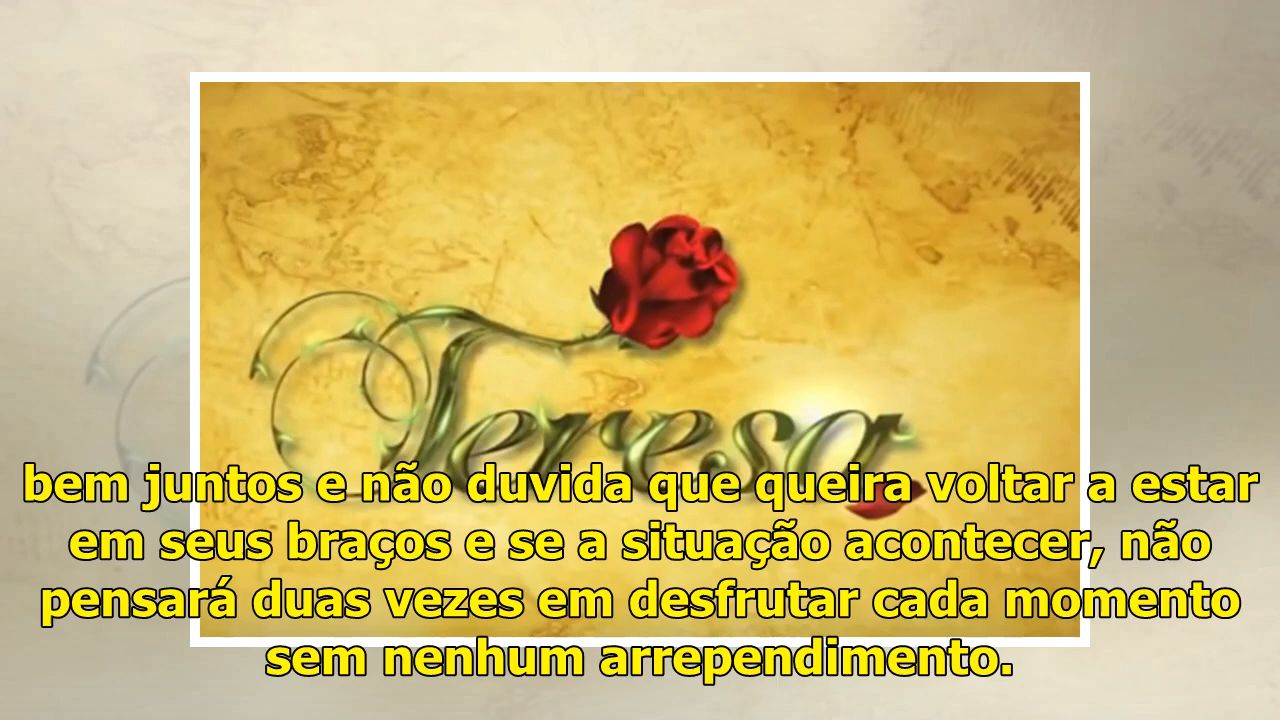 Teresa
bem juntos e não duvida que queira voltar a estar
em seus braços e se a situação acontecer, não
pensará duas vezes em desfrutar cada momento
sem nenhum arrependimento.